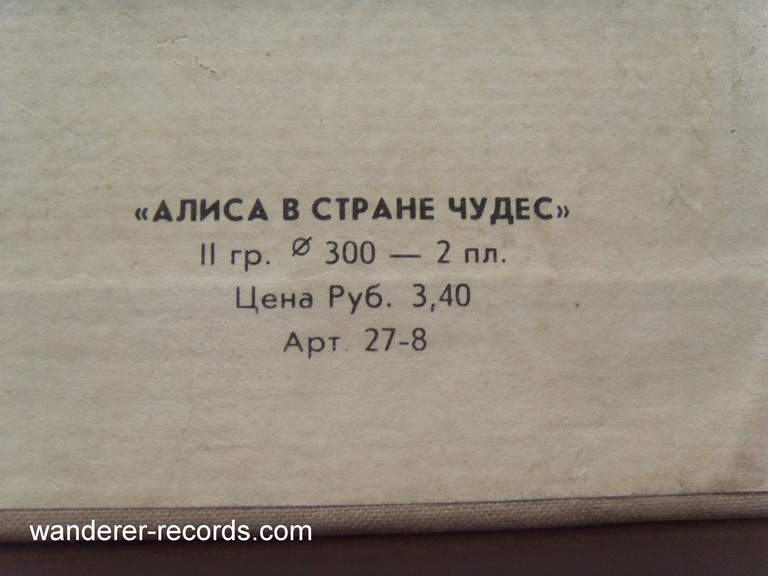 «АЛИСА В СТРАНЕ ЧУДЕС»
II гр. ⌀ 300 — 2 пл.
Цена Руб. 3,40
Арт. 27-8
wanderer-records.com